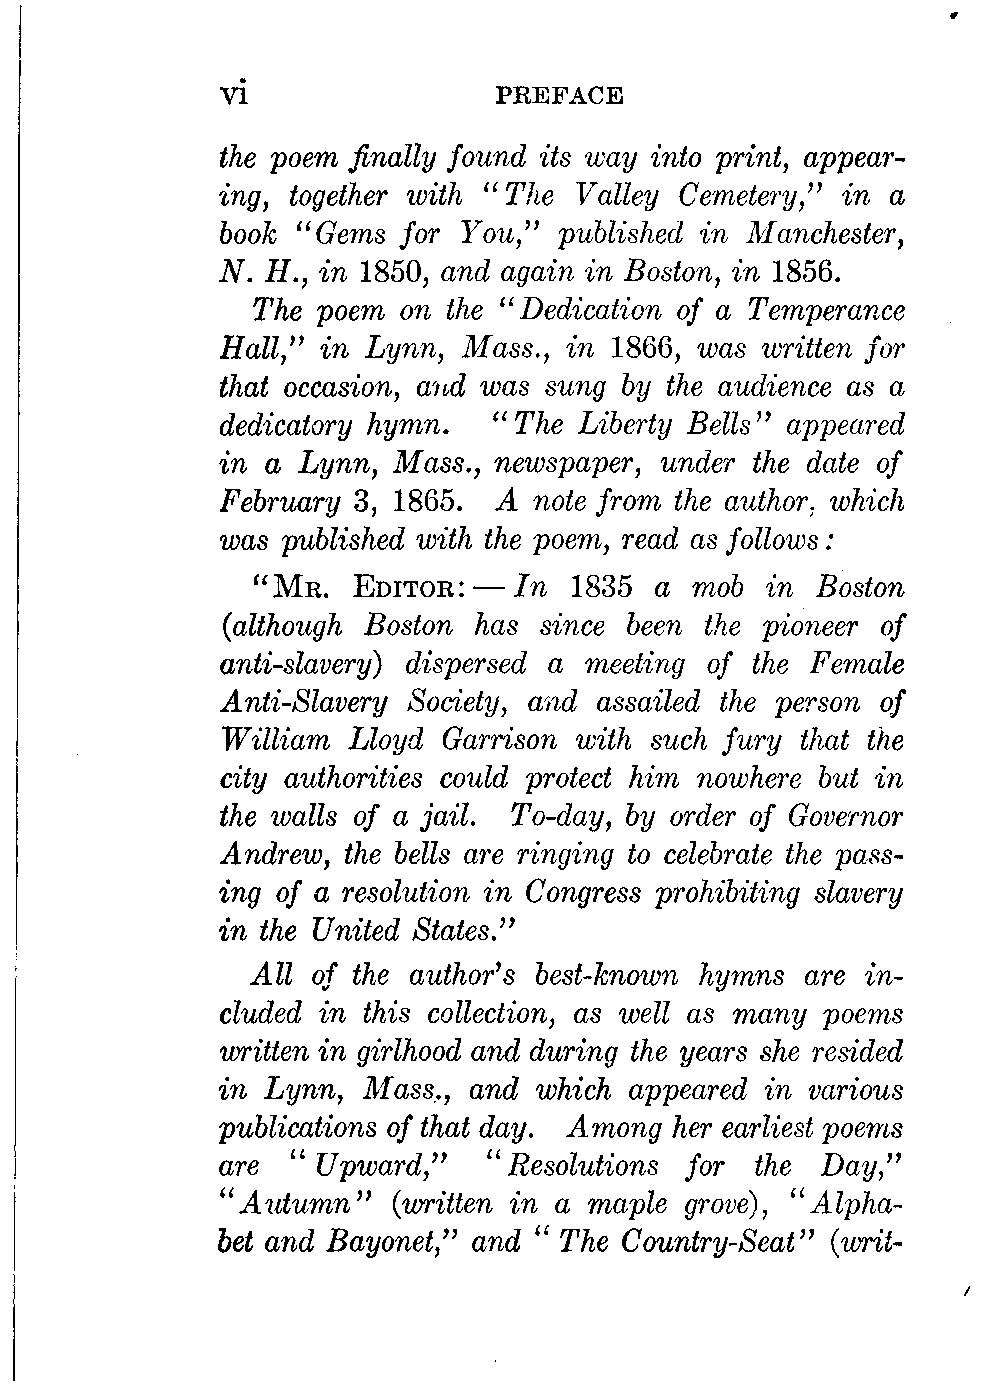 vi PREFACE
the poem finally found its way into print, appear-
ing, together with "The Valley Cemetery," in a
book "Gems for You," published in Manchester,
N. H., in 1850, and again in Boston, in 1856.
The poem on the "Dedication of a Temperance
Hall," in Lynn, Mass., in 1866, was written for
that occasion, and was sung by the audience as a
dedicatory hymn. "The Liberty Bells" appeared
in a Lynn, Mass., newspaper, under the date of
February 3, 1865. A note from the author, which
was published with the poem, read as follows:
"MR. EDITOR: — In 1835 a mob in Boston
(although Boston has since been the pioneer of
anti-slavery) dispersed a meeting of the Female
Anti-Slavery Society, and assailed the person of
William Lloyd Garrison with such fury that the
city authorities could protect him nowhere but in
the walls of a jail. To-day, by order of Governor
Andrew, the bells are ringing to celebrate the pass-
ing of a resolution in Congress prohibiting slavery
in the United States."
All of the author's best-known hymns are in-
cluded in this collection, as well as many poems
written in girlhood and during the years she resided
in Lynn, Mass., and which appeared in various
publications of that day. Among her earliest poems
are "Upward," "Resolutions for the Day,"
"Autumn" (written in a maple grove), "Alpha-
bet and Bayonet," and "The Country-Seat" (writ-